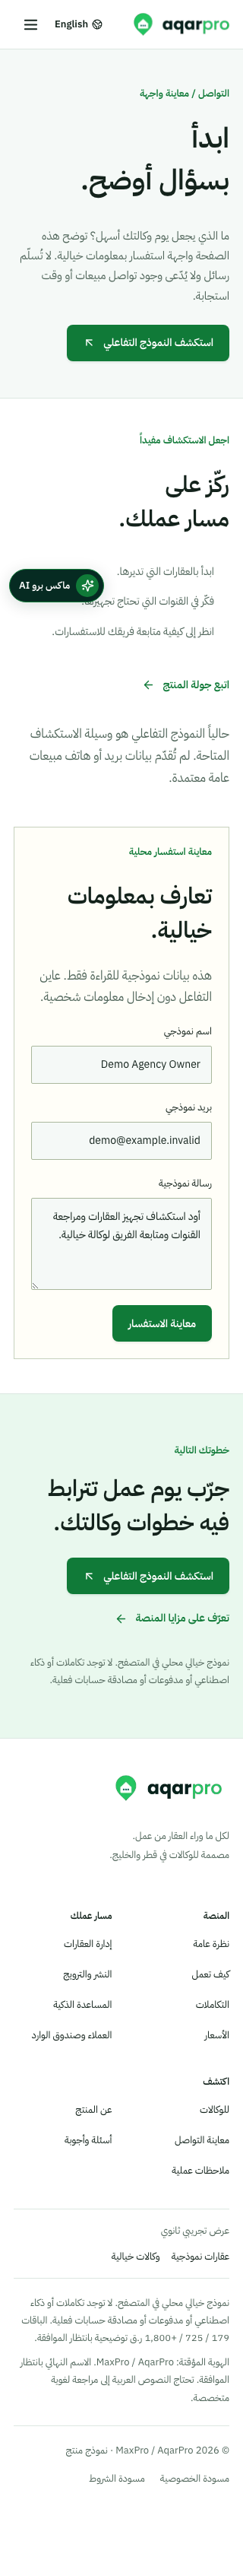 aqarpro
English
التواصل / معاينة واجهة
ابدأ
بسؤال أوضح.
ما الذي يجعل يوم وكالتك أسهل؟ توضح هذه
الصفحة واجهة استفسار بمعلومات خيالية. لا تُسلّم
رسائل ولا يُدعى وجود تواصل مبيعات أو وقت
استجابة.
استكشف النموذج التفاعلي
اجعل الاستكشاف مفيداً
ركّز على
مسار عملك.
ابدأ بالعقارات التي تديرها.
ماكس برو AI
فكّر في القنوات التي تحتاج تجهيزها.
انظر إلى كيفية متابعة فريقك للاستفسارات.
اتبع جولة المنتج
حالياً النموذج التفاعلي هو وسيلة الاستكشاف
المتاحة. لم تُقدّم بيانات بريد أو هاتف مبيعات
عامة معتمدة.
معاينة استفسار محلية
تعارف بمعلومات
خيالية.
هذه بيانات نموذجية للقراءة فقط. عاين
التفاعل دون إدخال معلومات شخصية.
اسم نموذجي
Demo Agency Owner
بريد نموذجي
demo@example.invalid
رسالة نموذجية
أود استكشاف تجهيز العقارات ومراجعة
القنوات ومتابعة الفريق لوكالة خيالية.
معاينة الاستفسار
خطوتك التالية
جرّب يوم عمل تترابط
فيه خطوات وكالتك.
استكشف النموذج التفاعلي
تعرّف على مزايا المنصة
نموذج خيالي محلي في المتصفح. لا توجد تكاملات أو ذكاء
اصطناعي أو مدفوعات أو مصادقة حسابات فعلية.
aqarpro
لكل ما وراء العقار من عمل.
مصممة للوكالات في قطر والخليج.
المنصة
نظرة عامة
كيف تعمل
التكاملات
الأسعار
مسار عملك
إدارة العقارات
النشر والترويج
المساعدة الذكية
العملاء وصندوق الوارد
اكتشف
للوكالات
معاينة التواصل
ملاحظات عملية
عن المنتج
أسئلة وأجوبة
عرض تجريبي ثانوي
عقارات نموذجية
وكالات خيالية
نموذج خيالي محلي في المتصفح. لا توجد تكاملات أو ذكاء
اصطناعي أو مدفوعات أو مصادقة حسابات فعلية. الباقات
179 / 725 / +1,800 ر.ق توضيحية بانتظار الموافقة.
الهوية المؤقتة: MaxPro / AqarPro. الاسم النهائي بانتظار
الموافقة. تحتاج النصوص العربية إلى مراجعة لغوية
متخصصة.
© 2026 MaxPro / AqarPro · نموذج منتج
مسودة الخصوصية
مسودة الشروط